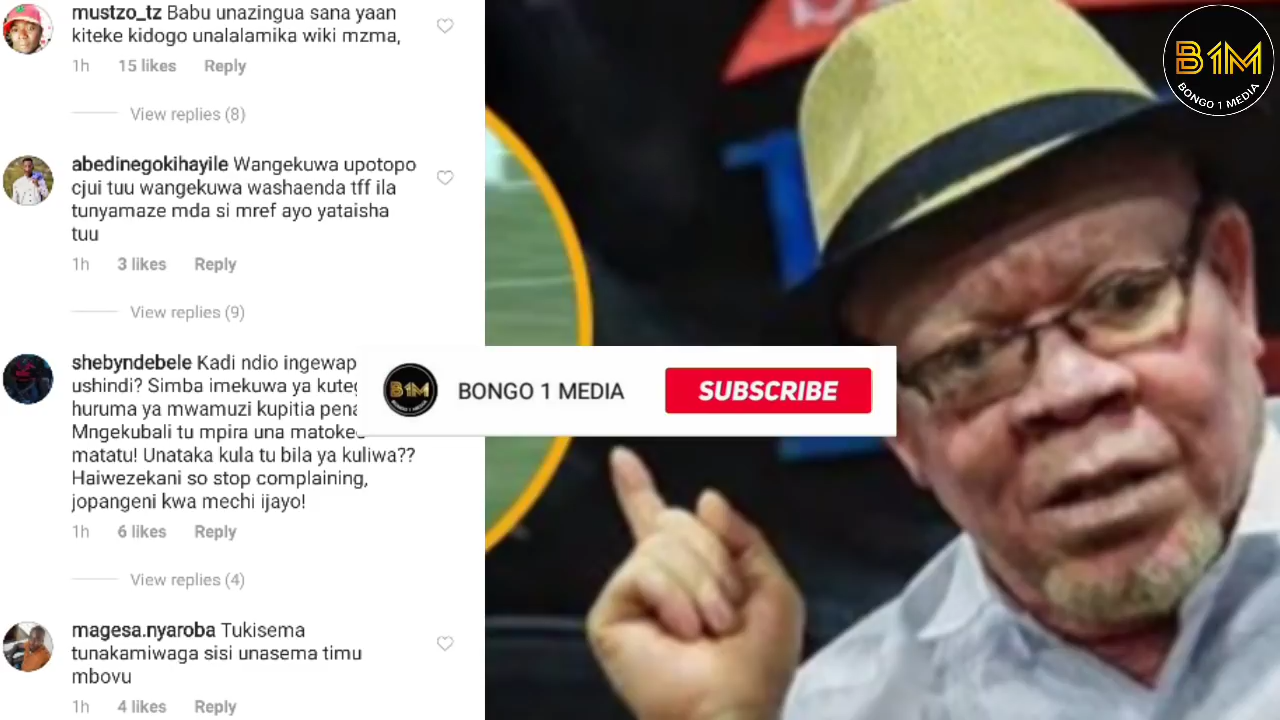 mustzo_tz Babu unazingua sana yaan
kiteke kidogo unalalamika wiki mzma,
1h 15 likes Reply
View replies (8)
abedinegokihayile Wangekuwa upotopo
cjui tuu wangekuwa washaenda tff ila
tunyamaze mda si mref ayo yataisha
tuu
1h 3 likes Reply
View replies (9)
shebyndebele Kadi ndio ingewap
ushindi? Simba imekuwa ya kuteg
huruma ya mwamuzi kupitia pena
Mngekubali tu mpira una matoke
matatu! Unataka kula tu bila ya kuliwa??
Haiwezekani so stop complaining,
jopangeni kwa mechi ijayo!
1h 6 likes Reply
View replies (4)
magesa.nyaroba Tukisema
tunakamiwaga sisi unasema timu
mbovu
1h 4 likes Reply
B1M
BONGO 1 MEDIA
B1M
BONGO 1 MEDIA
BONGO 1 MEDIA
SUBSCRIBE